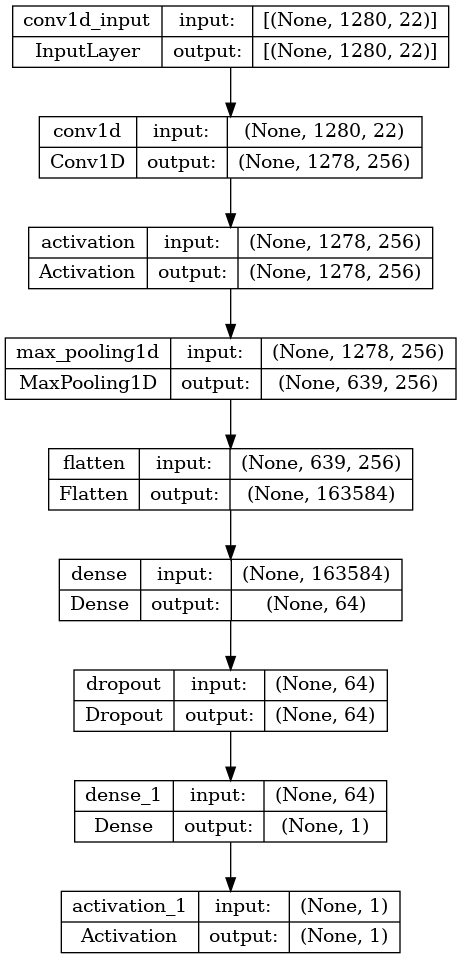 conv1d_input input: [(None, 1280, 22)]
InputLayer output: [(None, 1280, 22)]
conv1d input: (None, 1280, 22)
Conv1D output: (None, 1278, 256)
activation input: (None, 1278, 256)
Activation output: (None, 1278, 256)
max_pooling1d input: (None, 1278, 256)
MaxPooling1D output: (None, 639, 256)
flatten input: (None, 639, 256)
Flatten output: (None, 163584)
dense input: (None, 163584)
Dense output: (None, 64)
dropout input: (None, 64)
Dropout output: (None, 64)
dense_1 input: (None, 64)
Dense output: (None, 1)
activation_1 input: (None, 1)
Activation output: (None, 1)